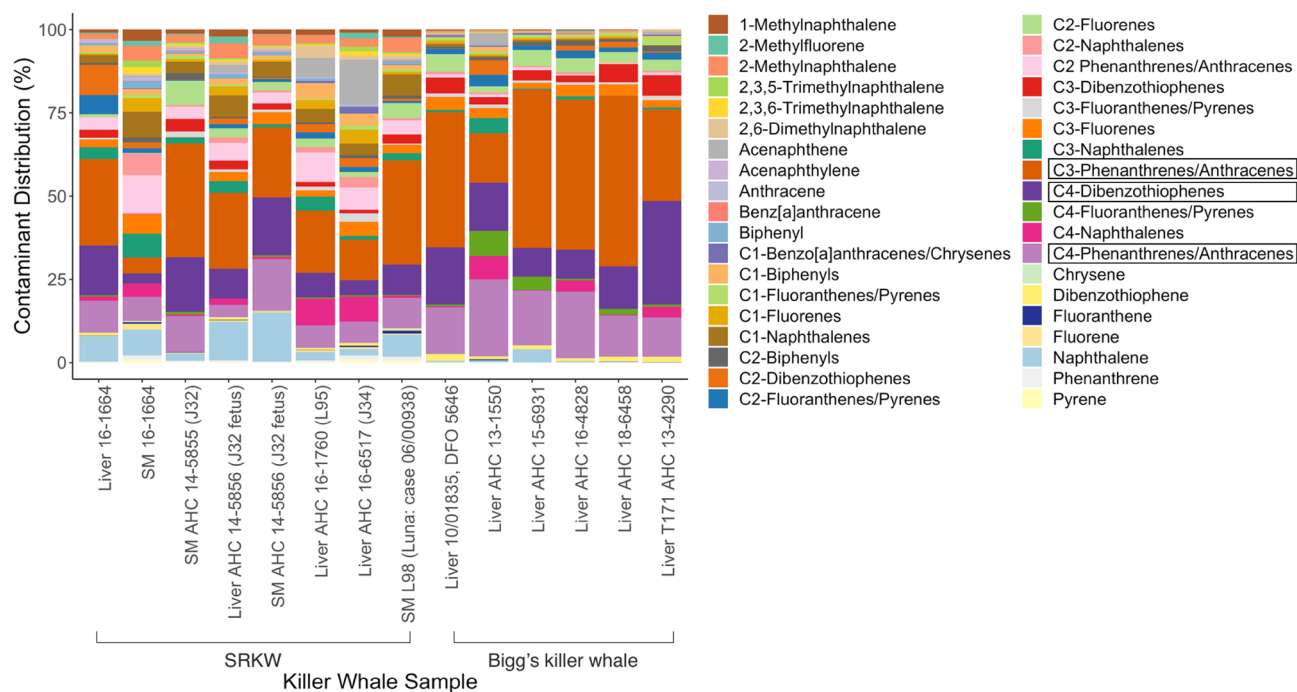 Contaminant Distribution (%)
100
75
50
25
0
Liver 16-1664
SM 16-1664
SM AHC 14-5855 (J32)
Liver AHC 14-5856 (J32 fetus)
SM AHC 14-5856 (J32 fetus)
Liver AHC 16-1760 (L95)
Liver AHC 16-6517 (J34)
SM L98 (Luna: case 06/00938)
Liver 10/01835, DFO 5646
Liver AHC 13-1550
Liver AHC 15-6931
Liver AHC 16-4828
Liver AHC 18-6458
Liver T171 AHC 13-4290
SRKW
Bigg's killer whale
Killer Whale Sample
1-Methylnaphthalene
2-Methylfluorene
2-Methylnaphthalene
2,3,5-Trimethylnaphthalene
2,3,6-Trimethylnaphthalene
2,6-Dimethylnaphthalene
Acenaphthene
Acenaphthylene
Anthracene
Benz[a]anthracene
Biphenyl
C1-Benzo[a]anthracenes/Chrysenes
C1-Biphenyls
C1-Fluoranthenes/Pyrenes
C1-Fluorenes
C1-Naphthalenes
C2-Biphenyls
C2-Dibenzothiophenes
C2-Fluoranthenes/Pyrenes
C2-Fluorenes
C2-Naphthalenes
C2 Phenanthrenes/Anthracenes
C3-Dibenzothiophenes
C3-Fluoranthenes/Pyrenes
C3-Fluorenes
C3-Naphthalenes
C3-Phenanthrenes/Anthracenes
C4-Dibenzothiophenes
C4-Fluoranthenes/Pyrenes
C4-Naphthalenes
C4-Phenanthrenes/Anthracenes
Chrysene
Dibenzothiophene
Fluoranthene
Fluorene
Naphthalene
Phenanthrene
Pyrene